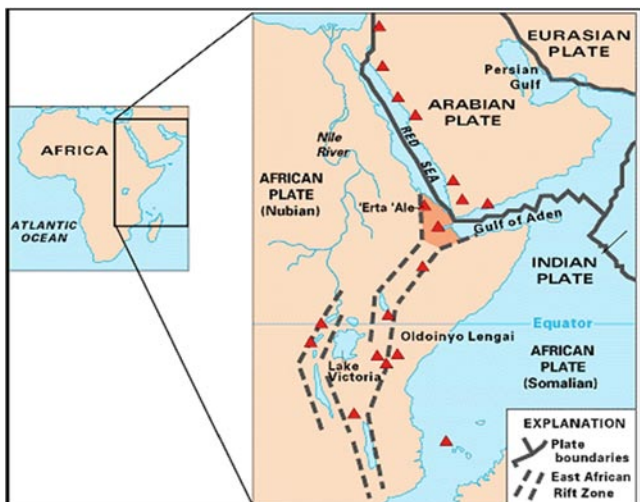 AFRICA
ATLANTIC
OCEAN
EURASIAN
PLATE
Persian
Gulf
ARABIAN
PLATE
Nile
River
RED SEA
AFRICAN
PLATE
(Nubian)
'Erta 'Ale
Gulf of Aden
INDIAN
PLATE
Equator
Oldoinyo Lengai
Lake
Victoria
AFRICAN
PLATE
(Somalian)
EXPLANATION
Plate
boundaries
East African
Rift Zone